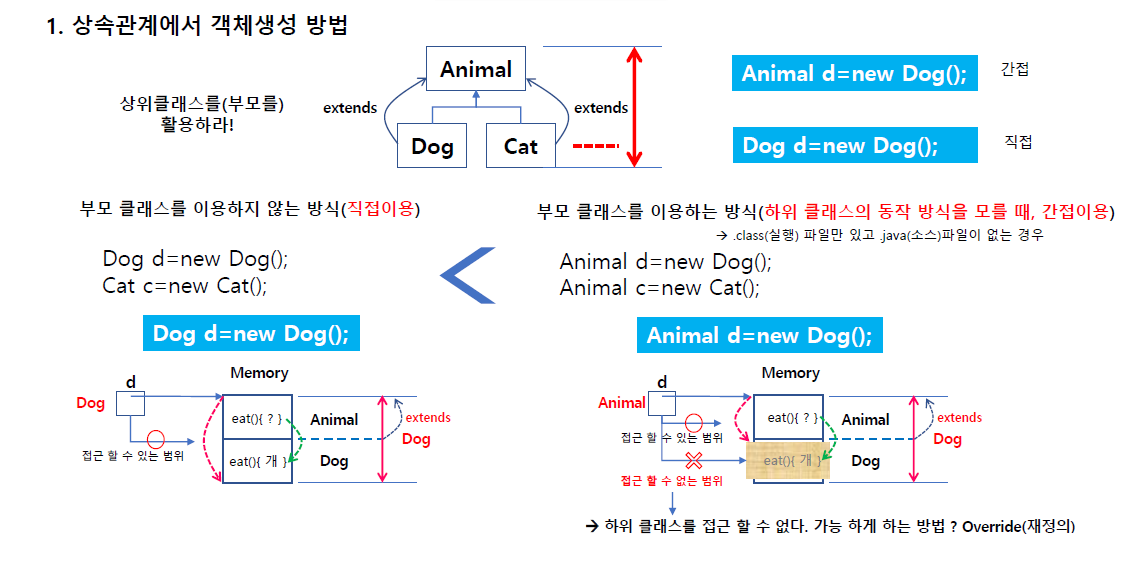 1. 상속관계에서 객체생성 방법
Animal
extends
extends
Dog
Cat
상위클래스를(부모를)
활용하라!
Animal d=new Dog();
간접
Dog d=new Dog();
직접
부모 클래스를 이용하지 않는 방식(직접이용)
Dog d=new Dog();
Cat c=new Cat();
Dog d=new Dog();
Memory
d
Dog
eat(){ ? }
Animal
extends
Dog
접근 할 수 있는 범위
eat(){ 개 }
Dog
부모 클래스를 이용하는 방식(하위 클래스의 동작 방식을 모를 때, 간접이용)
→ .class(실행) 파일만 있고 .java(소스)파일이 없는 경우
Animal d=new Dog();
Animal c=new Cat();
Animal d=new Dog();
Memory
d
Animal
eat(){ ? }
Animal
extends
Dog
접근 할 수 있는 범위
eat(){ 개 }
Dog
접근 할 수 없는 범위
→ 하위 클래스를 접근 할 수 없다. 가능 하게 하는 방법 ? Override(재정의)